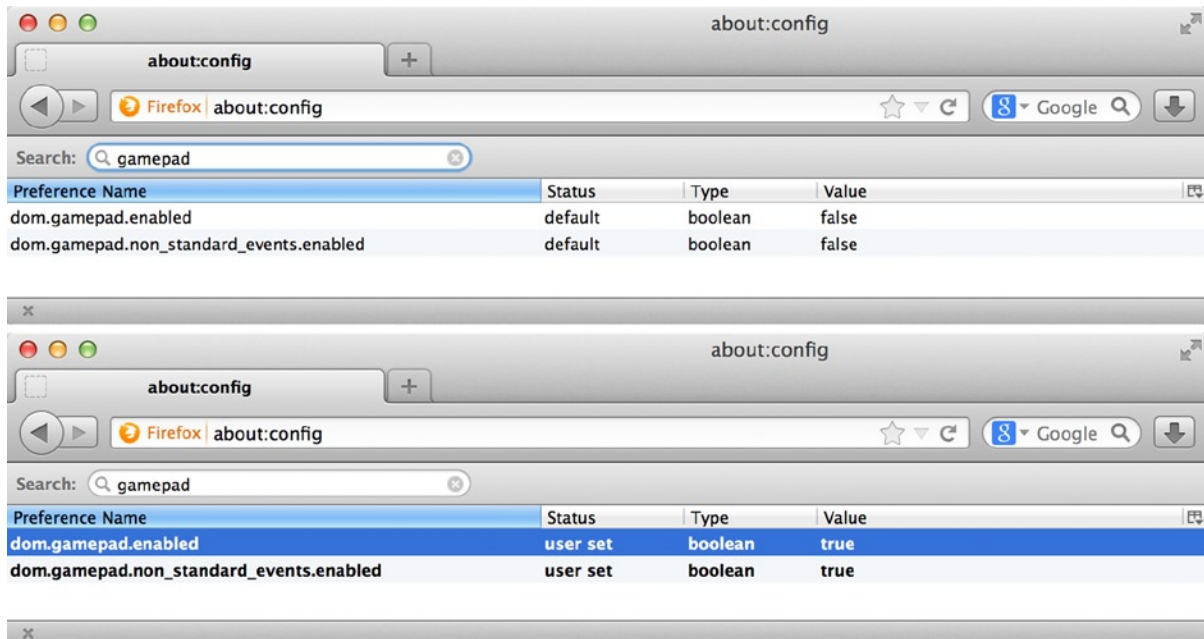 about:config
about:config
Firefox about:config Google
Search: gamepad
Preference Name Status Type Value
dom.gamepad.enabled default boolean false
dom.gamepad.non_standard_events.enabled default boolean false
about:config
about:config
Firefox about:config Google
Search: gamepad
Preference Name Status Type Value
dom.gamepad.enabled user set boolean true
dom.gamepad.non_standard_events.enabled user set boolean true